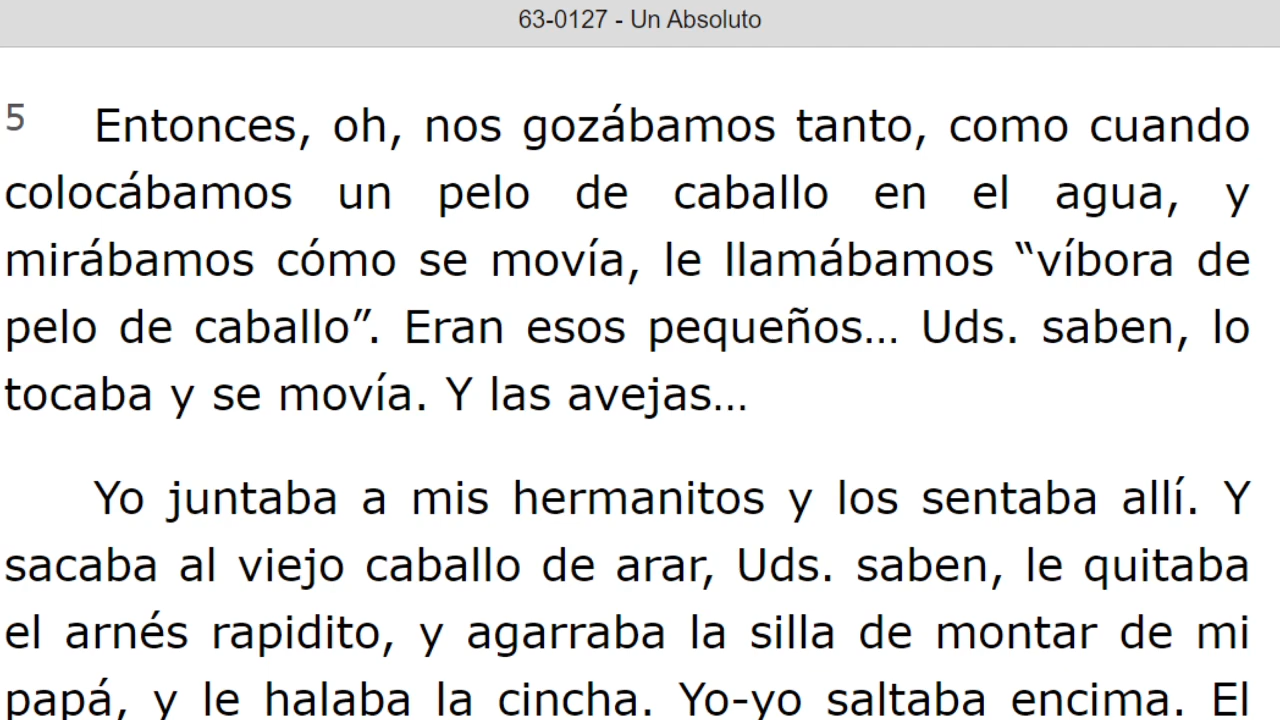 63-0127 - Un Absoluto
5 Entonces, oh, nos gozábamos tanto, como cuando
colocábamos un pelo de caballo en el agua, y
mirábamos cómo se movía, le llamábamos “víbora de
pelo de caballo”. Eran esos pequeños… Uds. saben, lo
tocaba y se movía. Y las avejas…
Yo juntaba a mis hermanitos y los sentaba allí. Y
sacaba al viejo caballo de arar, Uds. saben, le quitaba
el arnés rapidito, y agarraba la silla de montar de mi
papá, y le halaba la cincha. Yo-yo saltaba encima. El